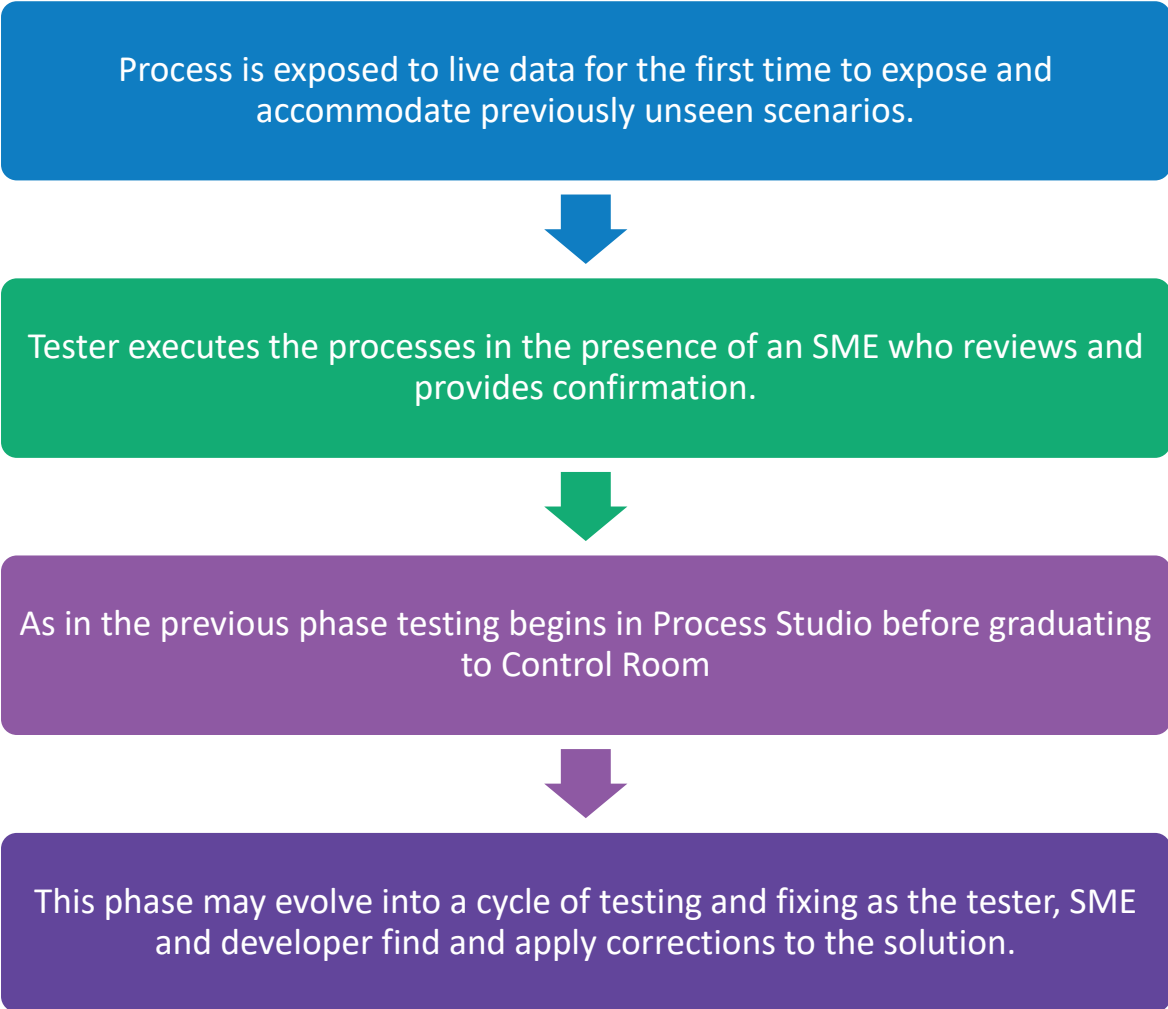 Process is exposed to live data for the first time to expose and
accommodate previously unseen scenarios.
Tester executes the processes in the presence of an SME who reviews and
provides confirmation.
As in the previous phase testing begins in Process Studio before graduating
to Control Room
This phase may evolve into a cycle of testing and fixing as the tester, SME
and developer find and apply corrections to the solution.